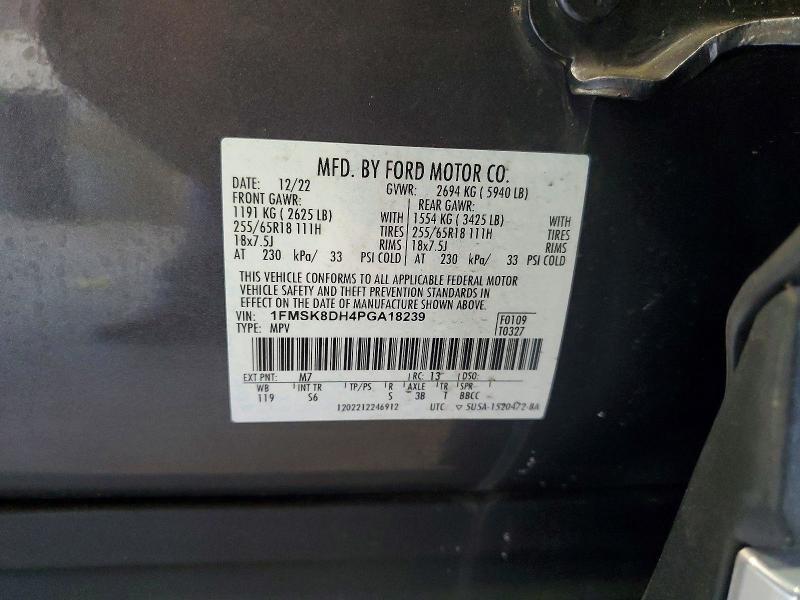 MFD. BY FORD MOTOR CO.
DATE: 12/22 GVWR: 2694 KG ( 5940 LB)
FRONT GAWR: REAR GAWR:
1191 KG ( 2625 LB) WITH 1554 KG ( 3425 LB) WITH
255/65R18 111H TIRES 255/65R18 111H TIRES
18x7.5J RIMS 18x7.5J RIMS
AT 230 kPa/ 33 PSI COLD AT 230 kPa/ 33 PSI COLD
THIS VEHICLE CONFORMS TO ALL APPLICABLE FEDERAL MOTOR
VEHICLE SAFETY AND THEFT PREVENTION STANDARDS IN
EFFECT ON THE DATE OF MANUFACTURE SHOWN ABOVE.
VIN: 1FMSK8DH4PGA18239 F0109
TYPE: MPV T0327
EXT PNT: M7 RC: 13 DSO:
WB INT TR TP/PS R AXLE TR SPR
119 S6 S 3B T BBCC
1202212246912 UTC ▽ 5U5A-1520472-BA